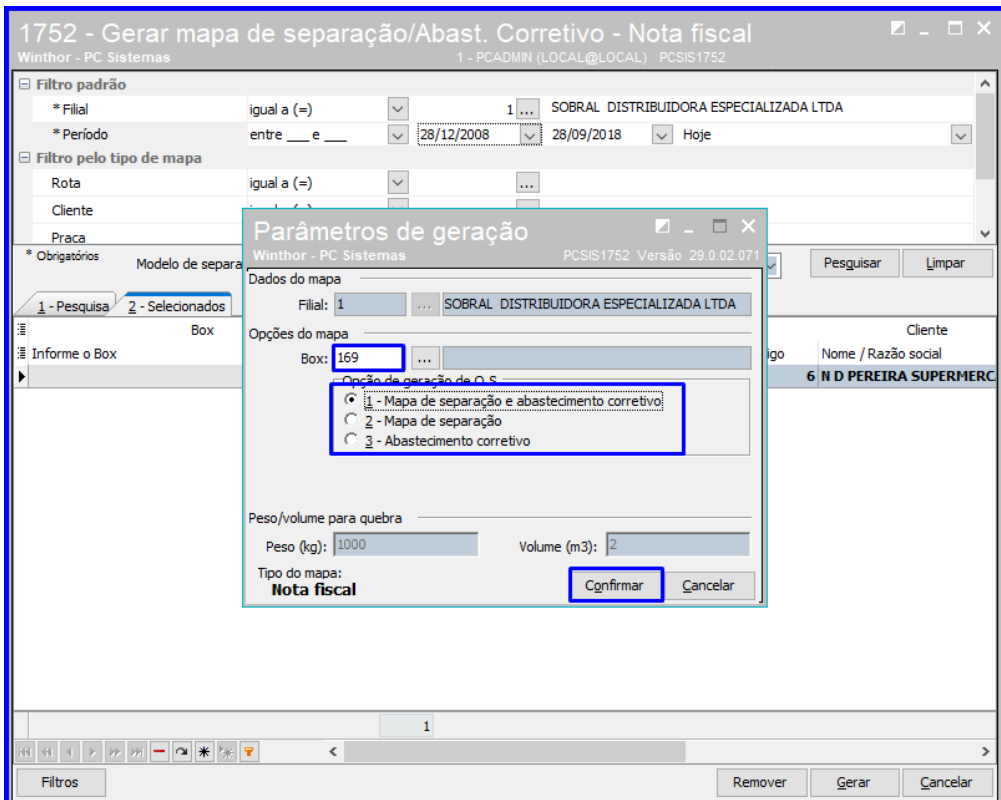 1752 - Gerar mapa de separação/Abast. Corretivo - Nota fiscal
Winthor - PC Sistemas 1 - PCADMIN (LOCAL@LOCAL) PCSIS1752
Filtro padrão
* Filial igual a (=) 1 ... SOBRAL DISTRIBUIDORA ESPECIALIZADA LTDA
* Período entre ___ e ___ 28/12/2008 28/09/2018 Hoje
Filtro pelo tipo de mapa
Rota igual a (=) ...
Cliente
Praca
* Obrigatórios
Modelo de separa
Pesquisar Limpar
1 - Pesquisa 2 - Selecionados
Box Cliente
Informe o Box igo Nome / Razão social
6 N D PEREIRA SUPERMERC
Parâmetros de geração
Winthor - PC Sistemas PCSIS1752 Versão 29.0.02.071
Dados do mapa
Filial: 1 ... SOBRAL DISTRIBUIDORA ESPECIALIZADA LTDA
Opções do mapa
Box: 169 ...
Opção de geração de O.S
1 - Mapa de separação e abastecimento corretivo
2 - Mapa de separação
3 - Abastecimento corretivo
Peso/volume para quebra
Peso (kg): 1000 Volume (m3): 2
Tipo do mapa:
Nota fiscal
Confirmar Cancelar
1
Filtros Remover Gerar Cancelar